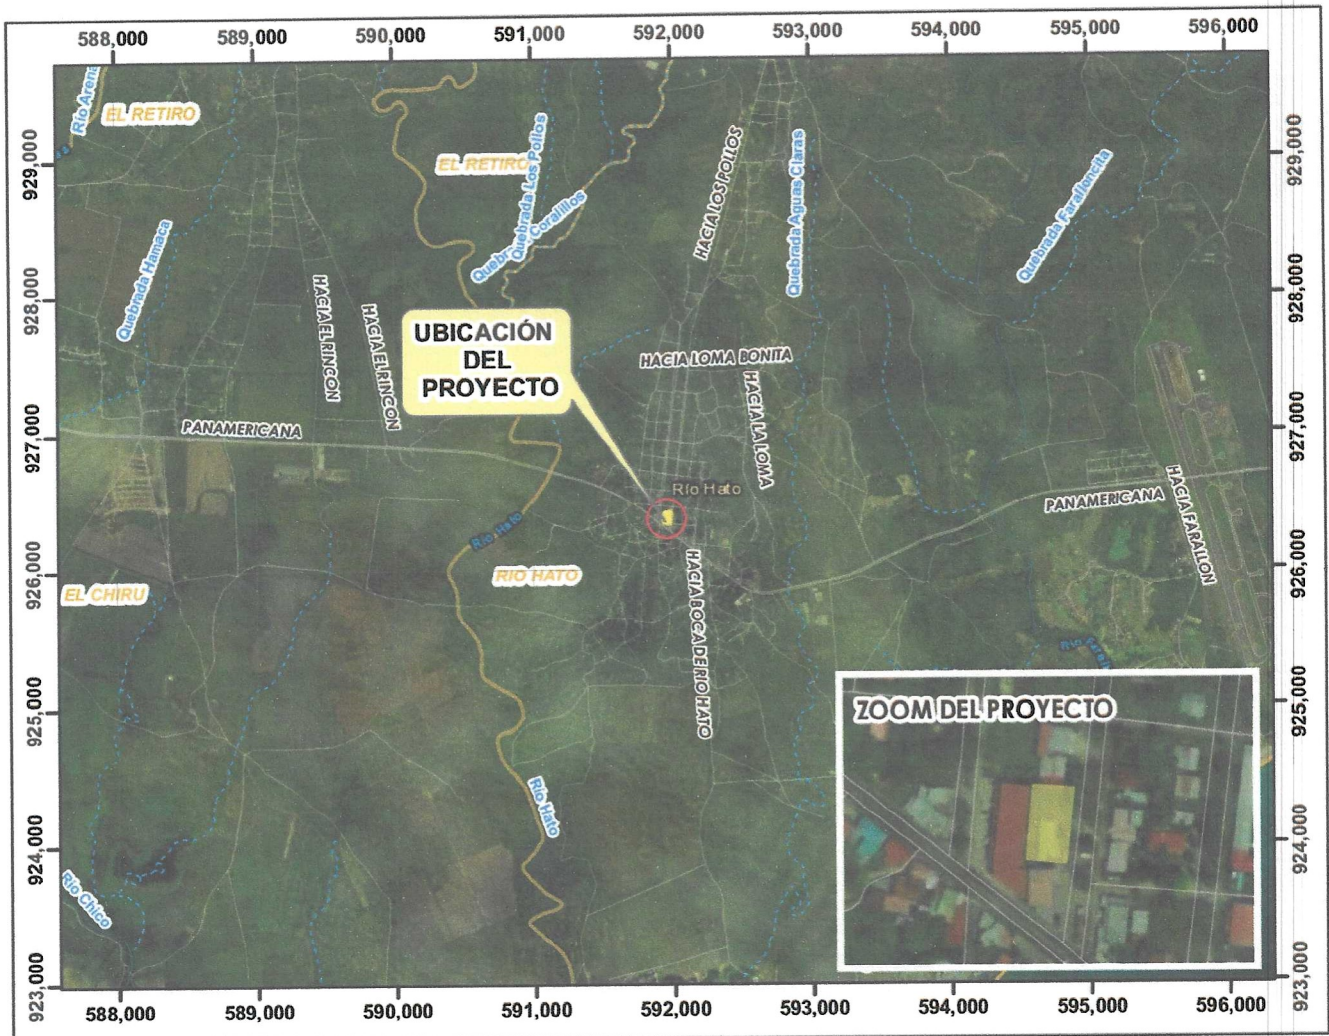 588,000 589,000 590,000 591,000 592,000 593,000 594,000 595,000 596,000
EL RETIRO
EL RETIRO
Quebrada Los Pollos
Coralillos
HACIA LOS POLLOS
Quebrada Aguas Claras
Quebrada Faralloncita
929,000
929,000
Quebrada Hamaca
928,000
928,000
HACIA EL RINCÓN
HACIA EL RINCÓN
UBICACIÓN
DEL
PROYECTO
HACIA LOMA BONITA
HACIA LA LOMA
927,000
927,000
PANAMERICANA
Río Hato
PANAMERICANA
HACIA FARALLON
Río Hato
926,000
926,000
EL CHIRU
RIO HATO
HACIA BOCA DE RIO HATO
925,000
925,000
ZOOM DEL PROYECTO
Río Hato
924,000
924,000
Río Chico
923,000
923,000
588,000 589,000 590,000 591,000 592,000 593,000 594,000 595,000 596,000